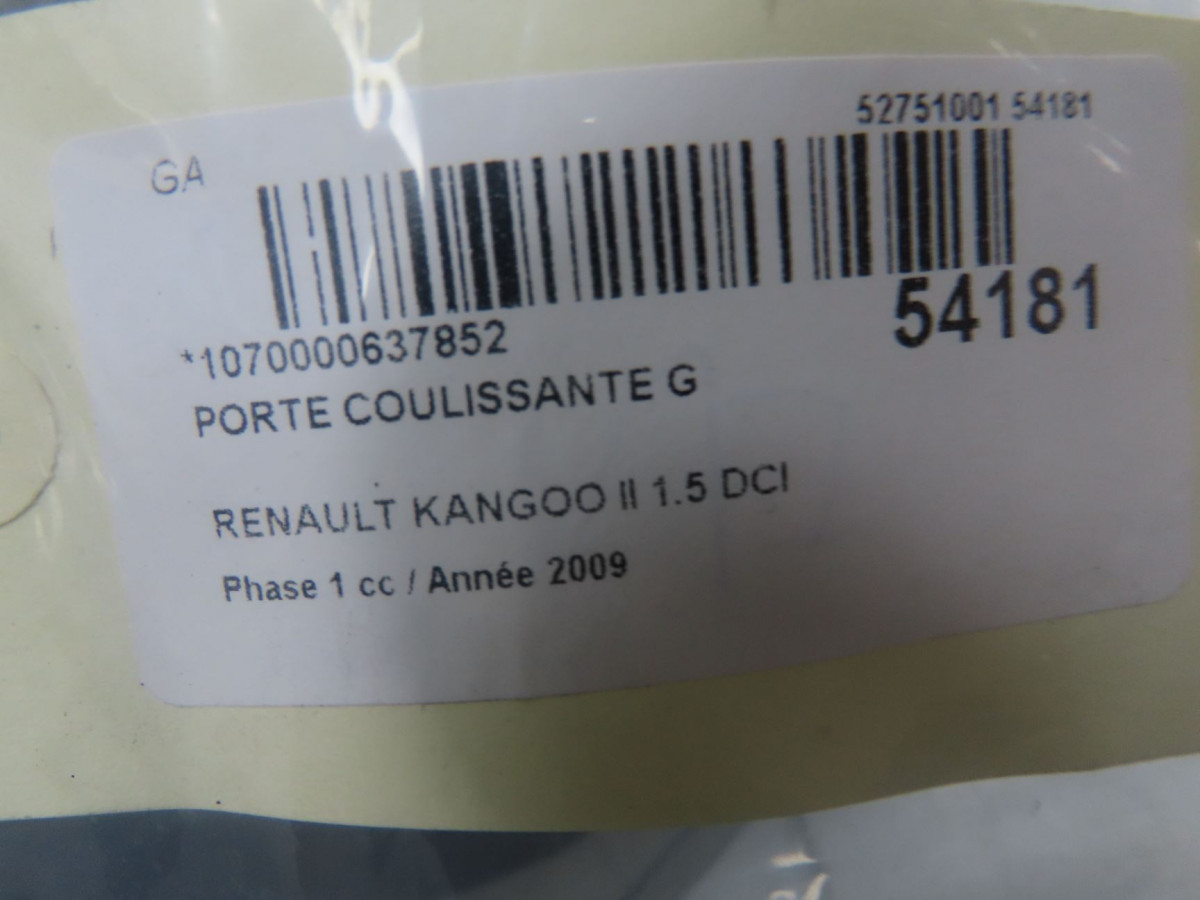 52751001 54181
GA
54181
*1070000637852
PORTE COULISSANTE G
RENAULT KANGOO II 1.5 DCI
Phase 1 cc / Année 2009